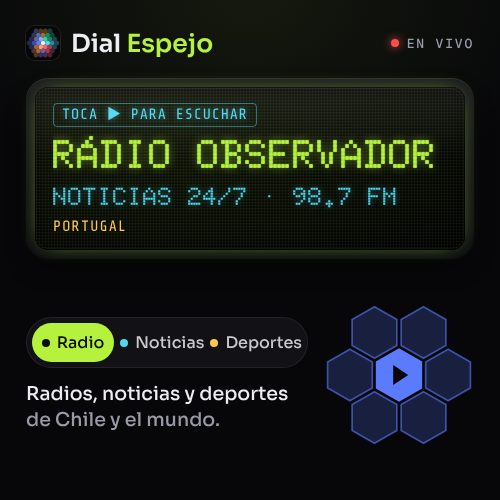 Dial Espejo
EN VIVO
TOCA ▶ PARA ESCUCHAR
RÁDIO OBSERVADOR
NOTICIAS 24/7 · 98.7 FM
PORTUGAL
Radio Noticias Deportes
Radios, noticias y deportes
de Chile y el mundo.